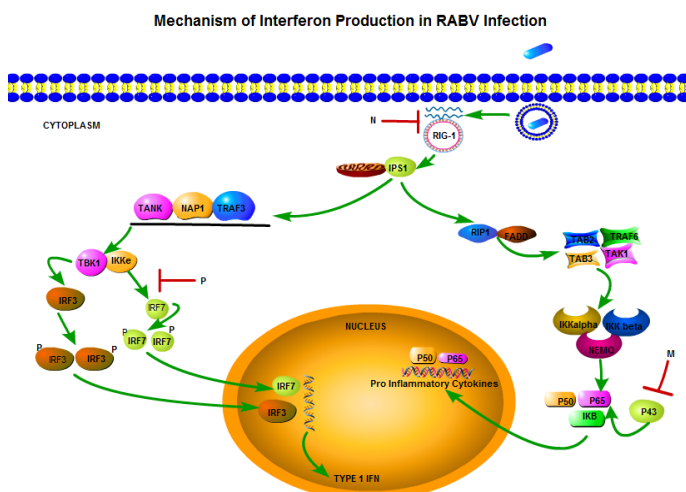 Mechanism of Interferon Production in RABV Infection
CYTOPLASM
N
RIG-1
IPS1
TANK
NAP1
TRAF3
RIP1
FADD
TAB2
TRAF6
TAB3
TAK1
TBK1
IKKe
P
IRF3
IRF7
P
IRF3
IRF3
P
P
IRF7
IRF7
P
NUCLEUS
IKKalpha
IKK beta
NEMO
M
P50
P65
Pro Inflammatory Cytokines
IRF7
IRF3
P50
P65
IKB
P43
TYPE 1 IFN